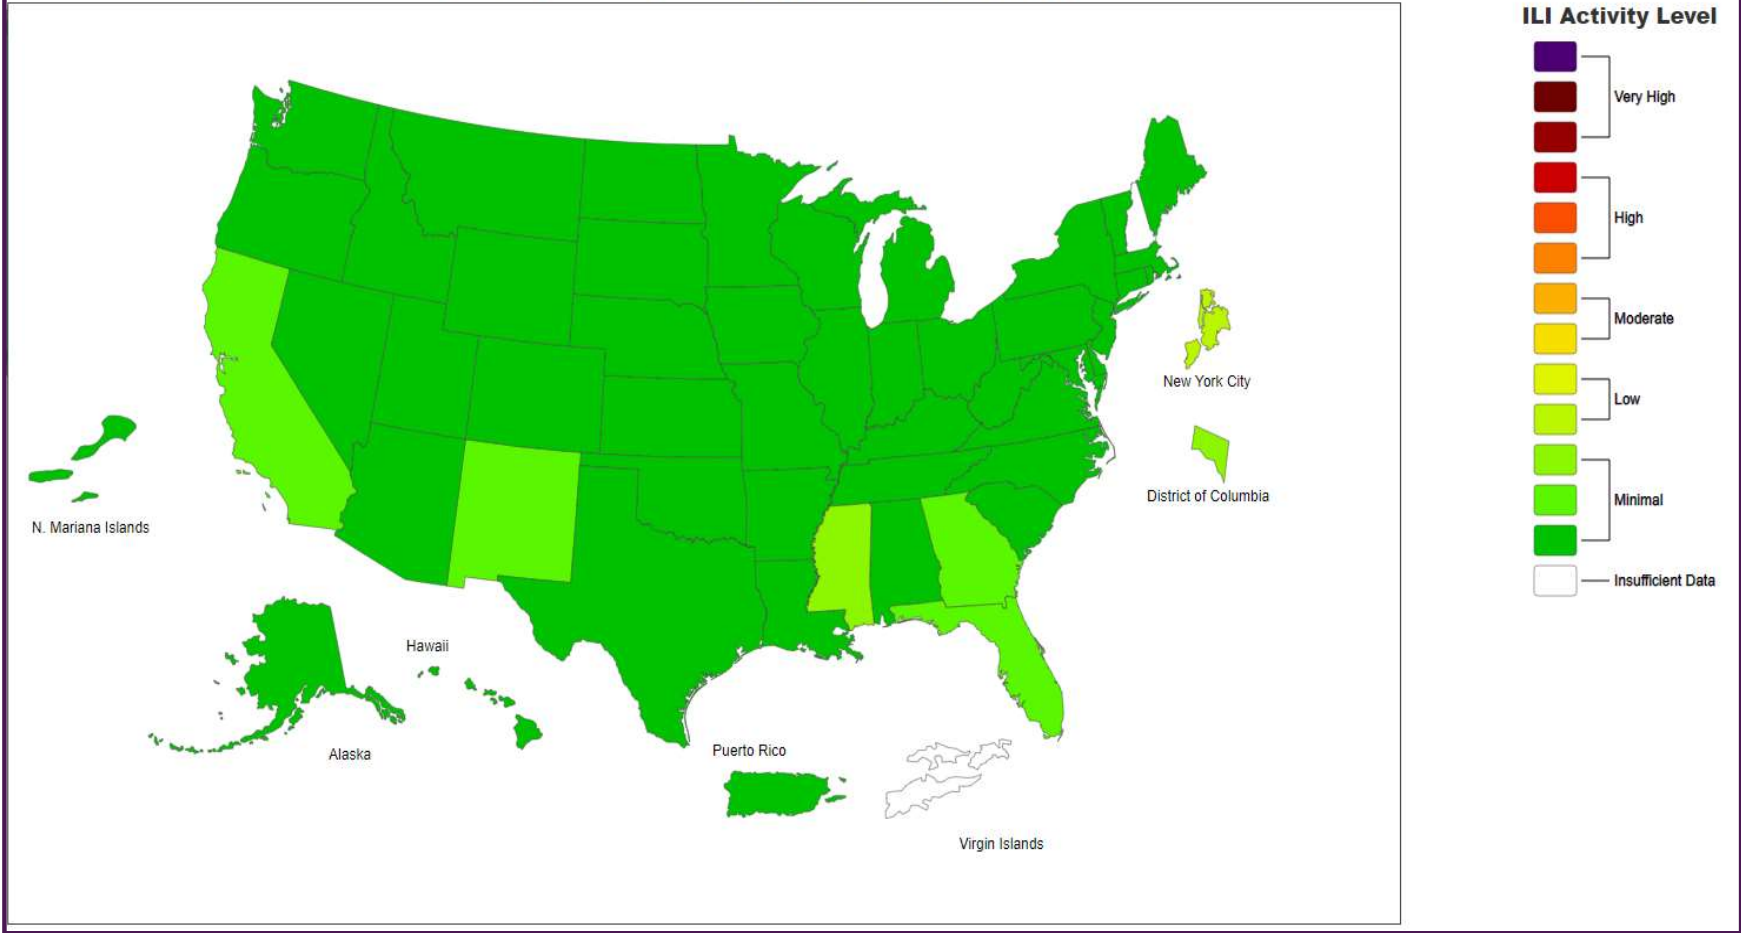 ILI Activity Level
Very High
High
Moderate
Low
Minimal
Insufficient Data
New York City
District of Columbia
N. Mariana Islands
Hawaii
Alaska
Puerto Rico
Virgin Islands